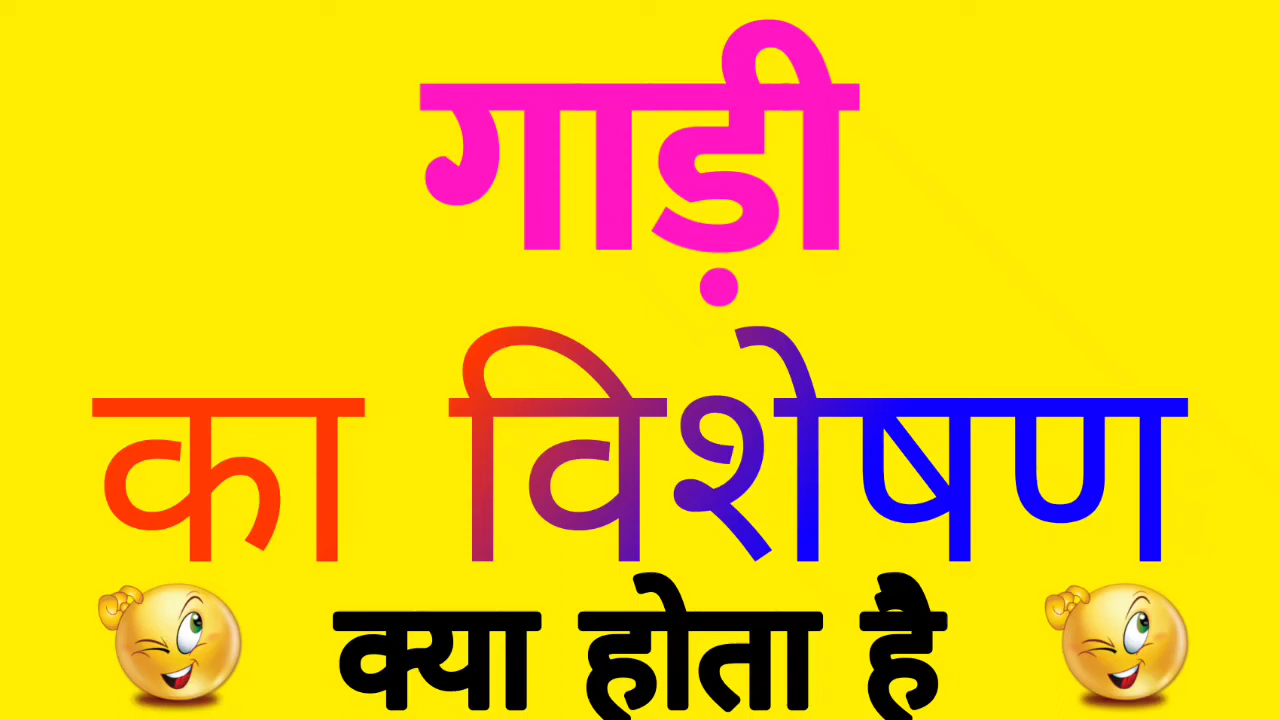 गाड़ी
का विशेषण
क्या होता है